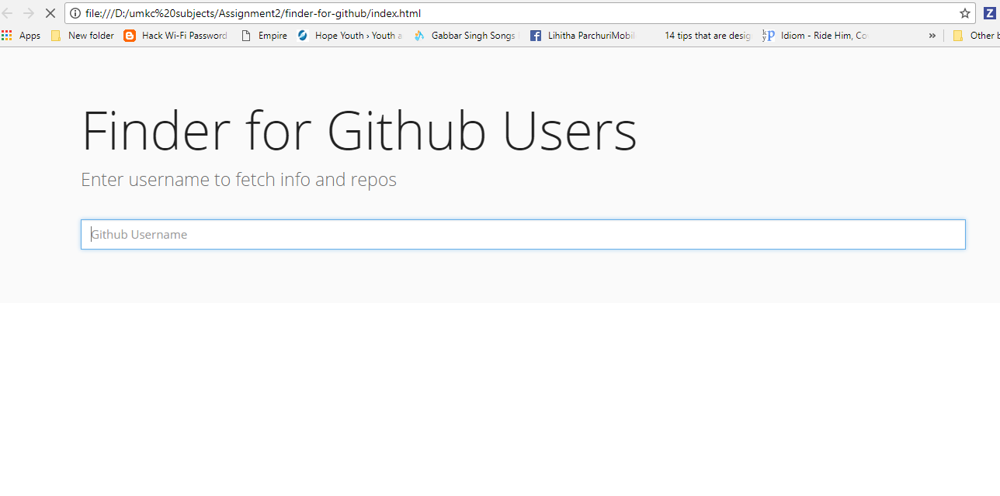 file:///D:/umkc%20subjects/Assignment2/finder-for-github/index.html
Apps New folder Hack Wi-Fi Password Empire Hope Youth › Youth a Gabbar Singh Songs Lihitha ParchuriMobil 14 tips that are desig Idiom - Ride Him, Co » Other b
Finder for Github Users
Enter username to fetch info and repos
Github Username